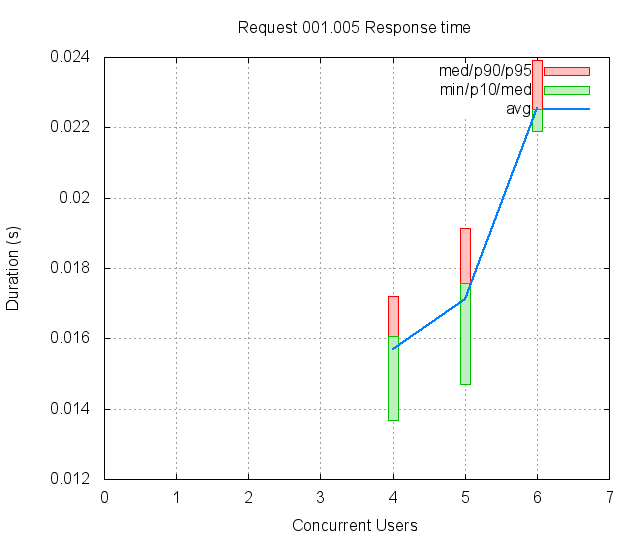 Request 001.005 Response time
0.024
0.022
0.02
0.018
0.016
0.014
0.012
Duration (s)
med/p90/p95
min/p10/med
avg
0 1 2 3 4 5 6 7
Concurrent Users